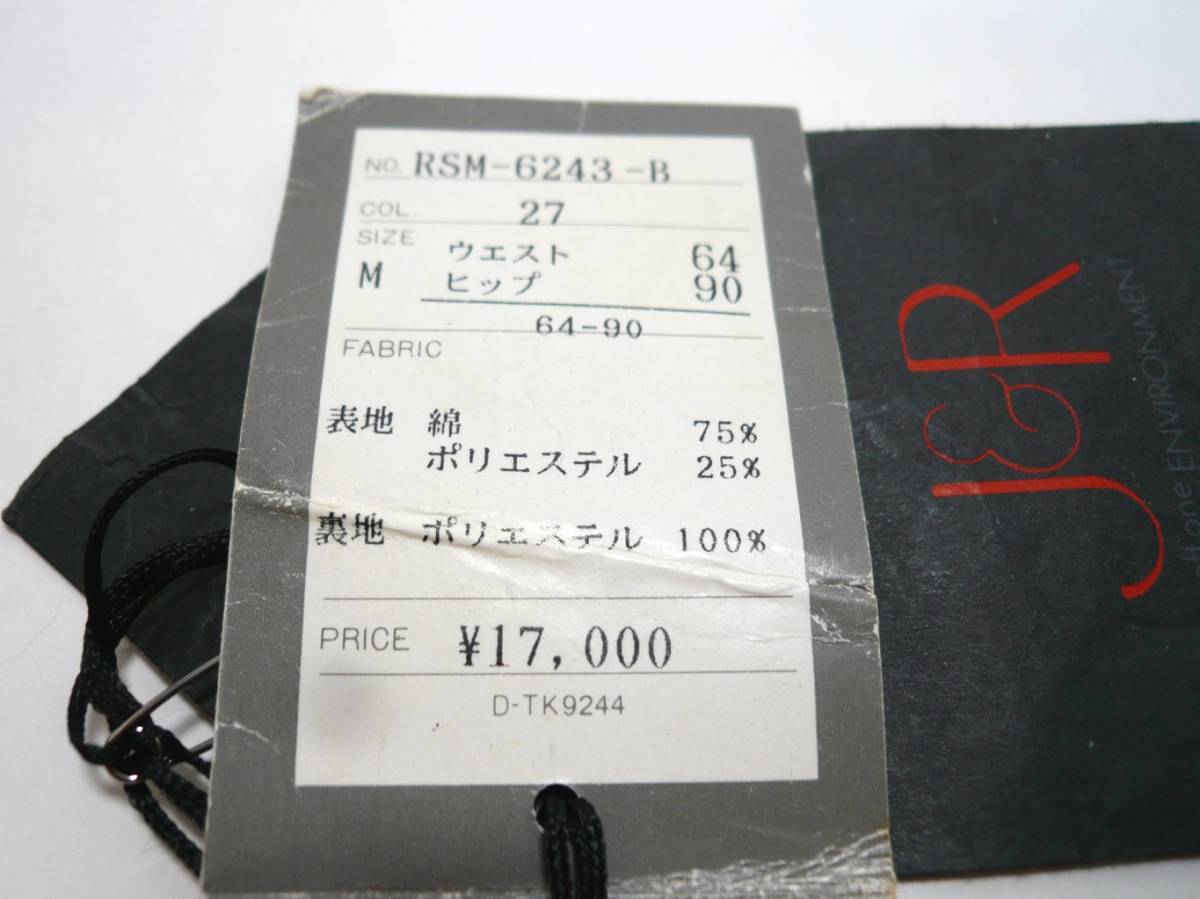 NO. RSM-6243-B
COL. 27
SIZE
M ウエスト 64
ヒップ 90
64-90
FABRIC
表地 綿 75%
ポリエステル 25%
裏地 ポリエステル 100%
PRICE ¥17,000
D-TK9244
J&R
one ENVIRONMENT